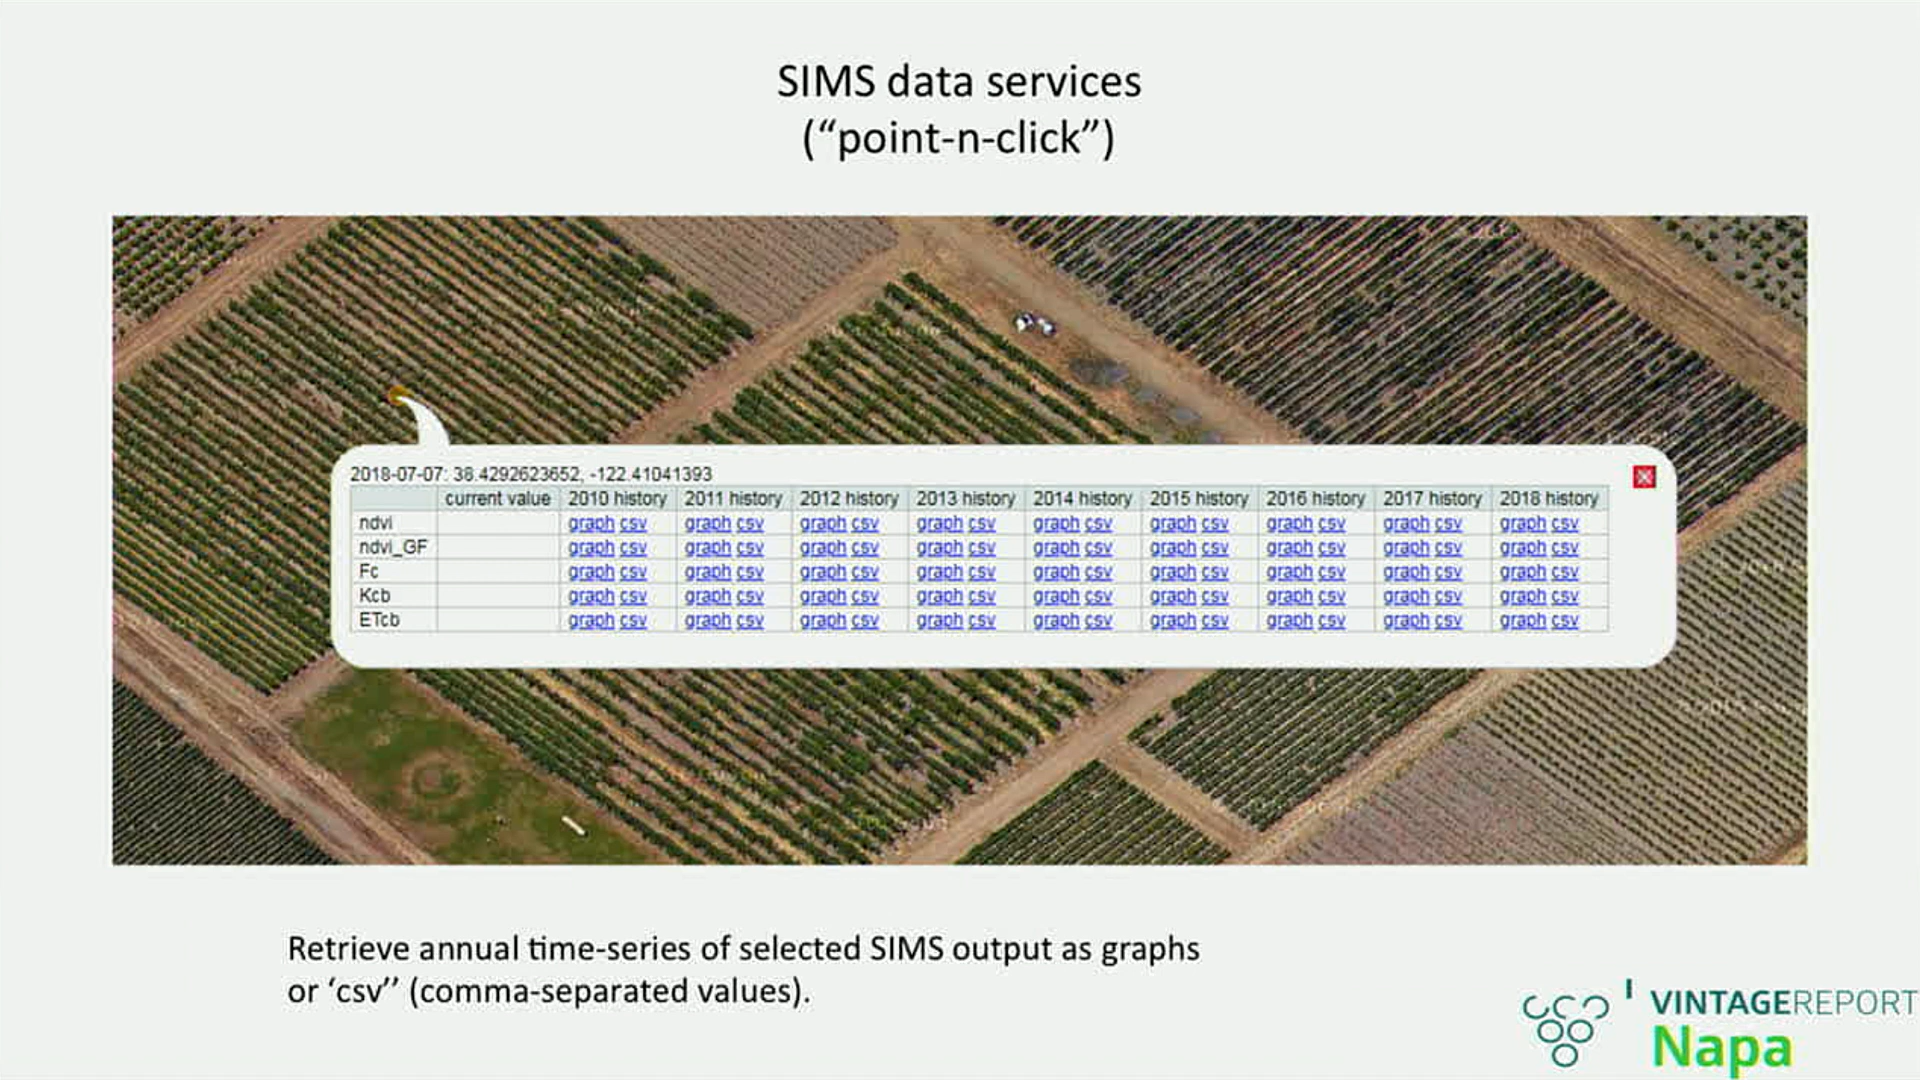 SIMS data services
(“point-n-click”)
2018-07-07: 38.4292623652, -122.41041393
current value 2010 history 2011 history 2012 history 2013 history 2014 history 2015 history 2016 history 2017 history 2018 history
ndvi graph csv graph csv graph csv graph csv graph csv graph csv graph csv graph csv graph csv
ndvi_GF graph csv graph csv graph csv graph csv graph csv graph csv graph csv graph csv graph csv
Fc graph csv graph csv graph csv graph csv graph csv graph csv graph csv graph csv graph csv
Kcb graph csv graph csv graph csv graph csv graph csv graph csv graph csv graph csv graph csv
ETcb graph csv graph csv graph csv graph csv graph csv graph csv graph csv graph csv graph csv
Retrieve annual time-series of selected SIMS output as graphs
or ‘csv’’ (comma-separated values).
VINTAGEREPORT
Napa